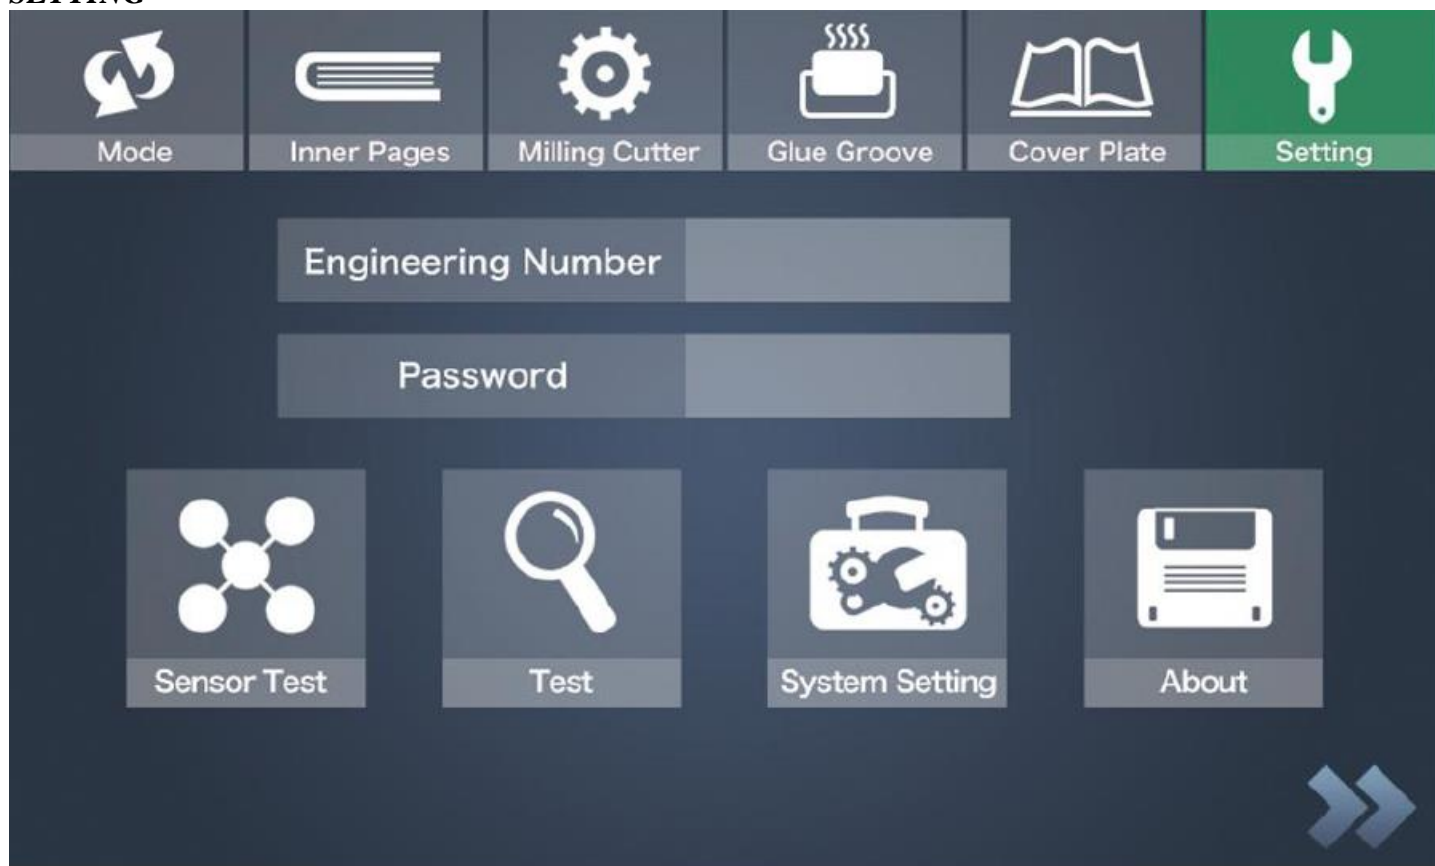 SETTING
Mode
Inner Pages
Milling Cutter
Glue Groove
Cover Plate
Setting
Engineering Number
Password
Sensor Test
Test
System Setting
About